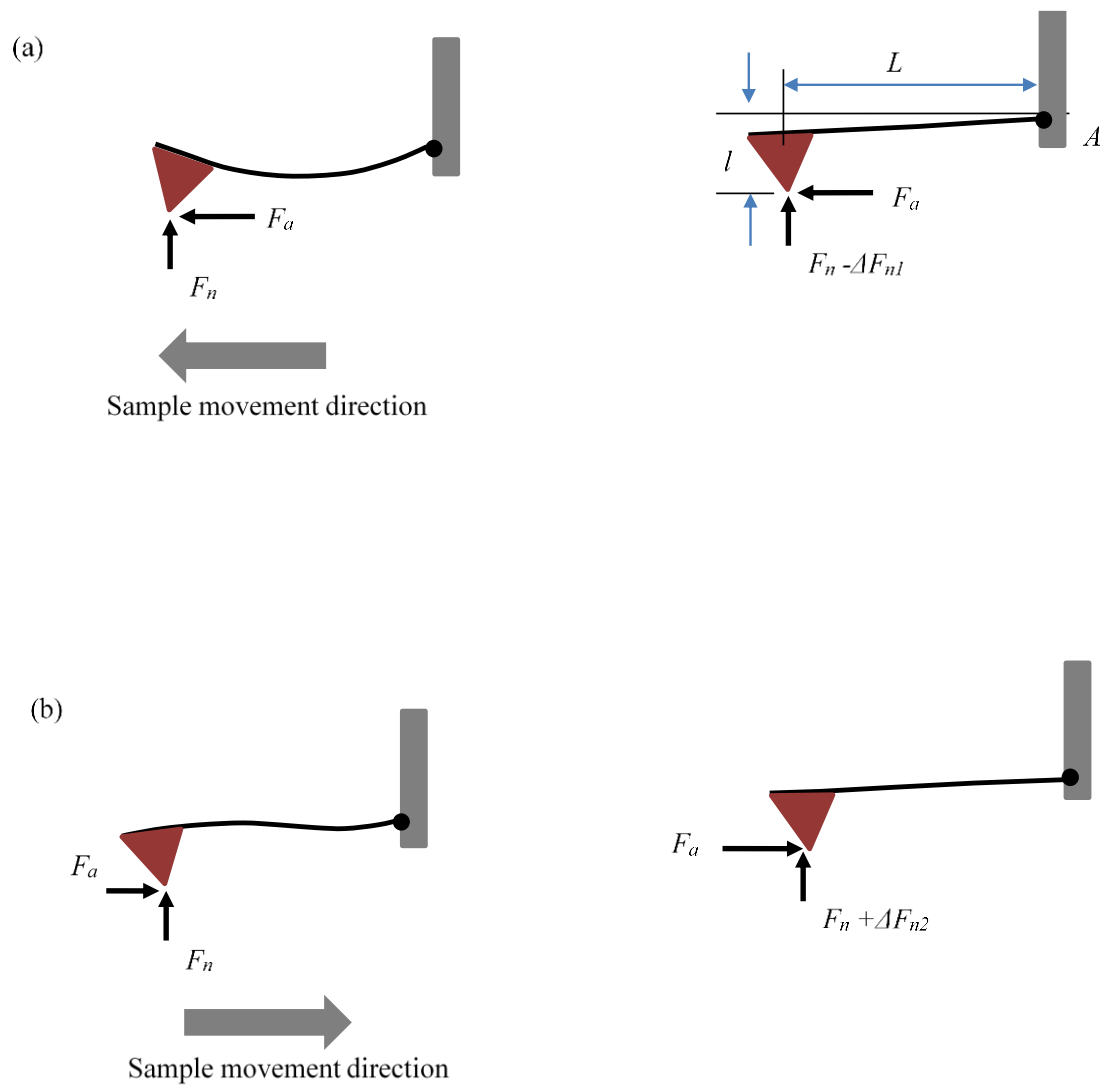 (a)
L
A
l
Fa
Fa
Fn -ΔFn1
Fn
Sample movement direction
(b)
Fa
Fa
Fn +ΔFn2
Fn
Sample movement direction